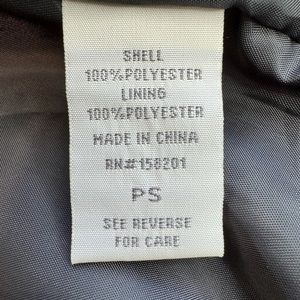 SHELL
100%POLYESTER
LINING
100%POLYESTER
MADE IN CHINA
RN#158201
PS
SEE REVERSE
FOR CARE